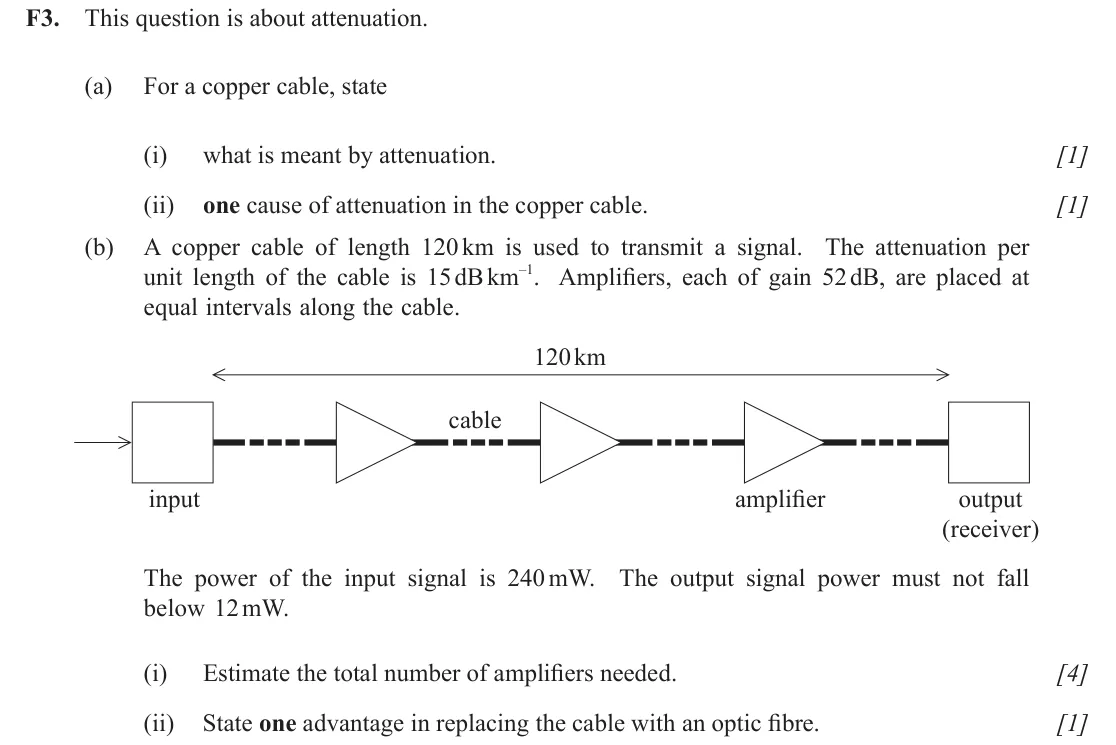 F3. This question is about attenuation.
(a) For a copper cable, state
(i) what is meant by attenuation. [1]
(ii) one cause of attenuation in the copper cable. [1]
(b) A copper cable of length 120 km is used to transmit a signal. The attenuation per
unit length of the cable is 15 dB km⁻¹. Amplifiers, each of gain 52 dB, are placed at
equal intervals along the cable.
120 km
cable
input
amplifier
output
(receiver)
The power of the input signal is 240 mW. The output signal power must not fall
below 12 mW.
(i) Estimate the total number of amplifiers needed. [4]
(ii) State one advantage in replacing the cable with an optic fibre. [1]